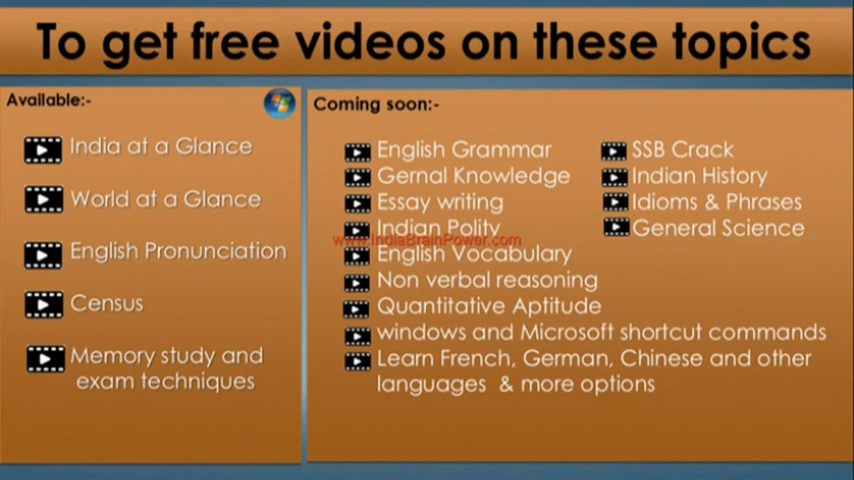 To get free videos on these topics
Available:-
India at a Glance
World at a Glance
English Pronunciation
Census
Memory study and
exam techniques
Coming soon:-
English Grammar
Gernal Knowledge
Essay writing
Indian Polity
www.IndiaBrainPower.com
English Vocabulary
Non verbal reasoning
Quantitative Aptitude
windows and Microsoft shortcut commands
Learn French, German, Chinese and other
languages & more options
SSB Crack
Indian History
Idioms & Phrases
General Science